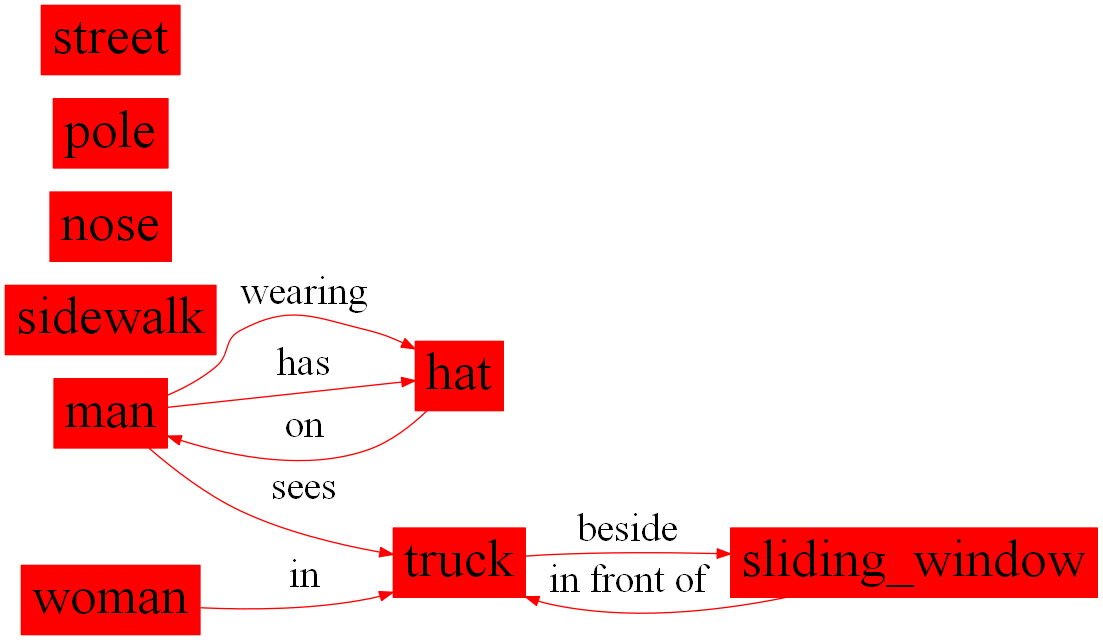 street
pole
nose
sidewalk
wearing
has
hat
man
on
sees
beside
truck
sliding_window
in front of
in
woman